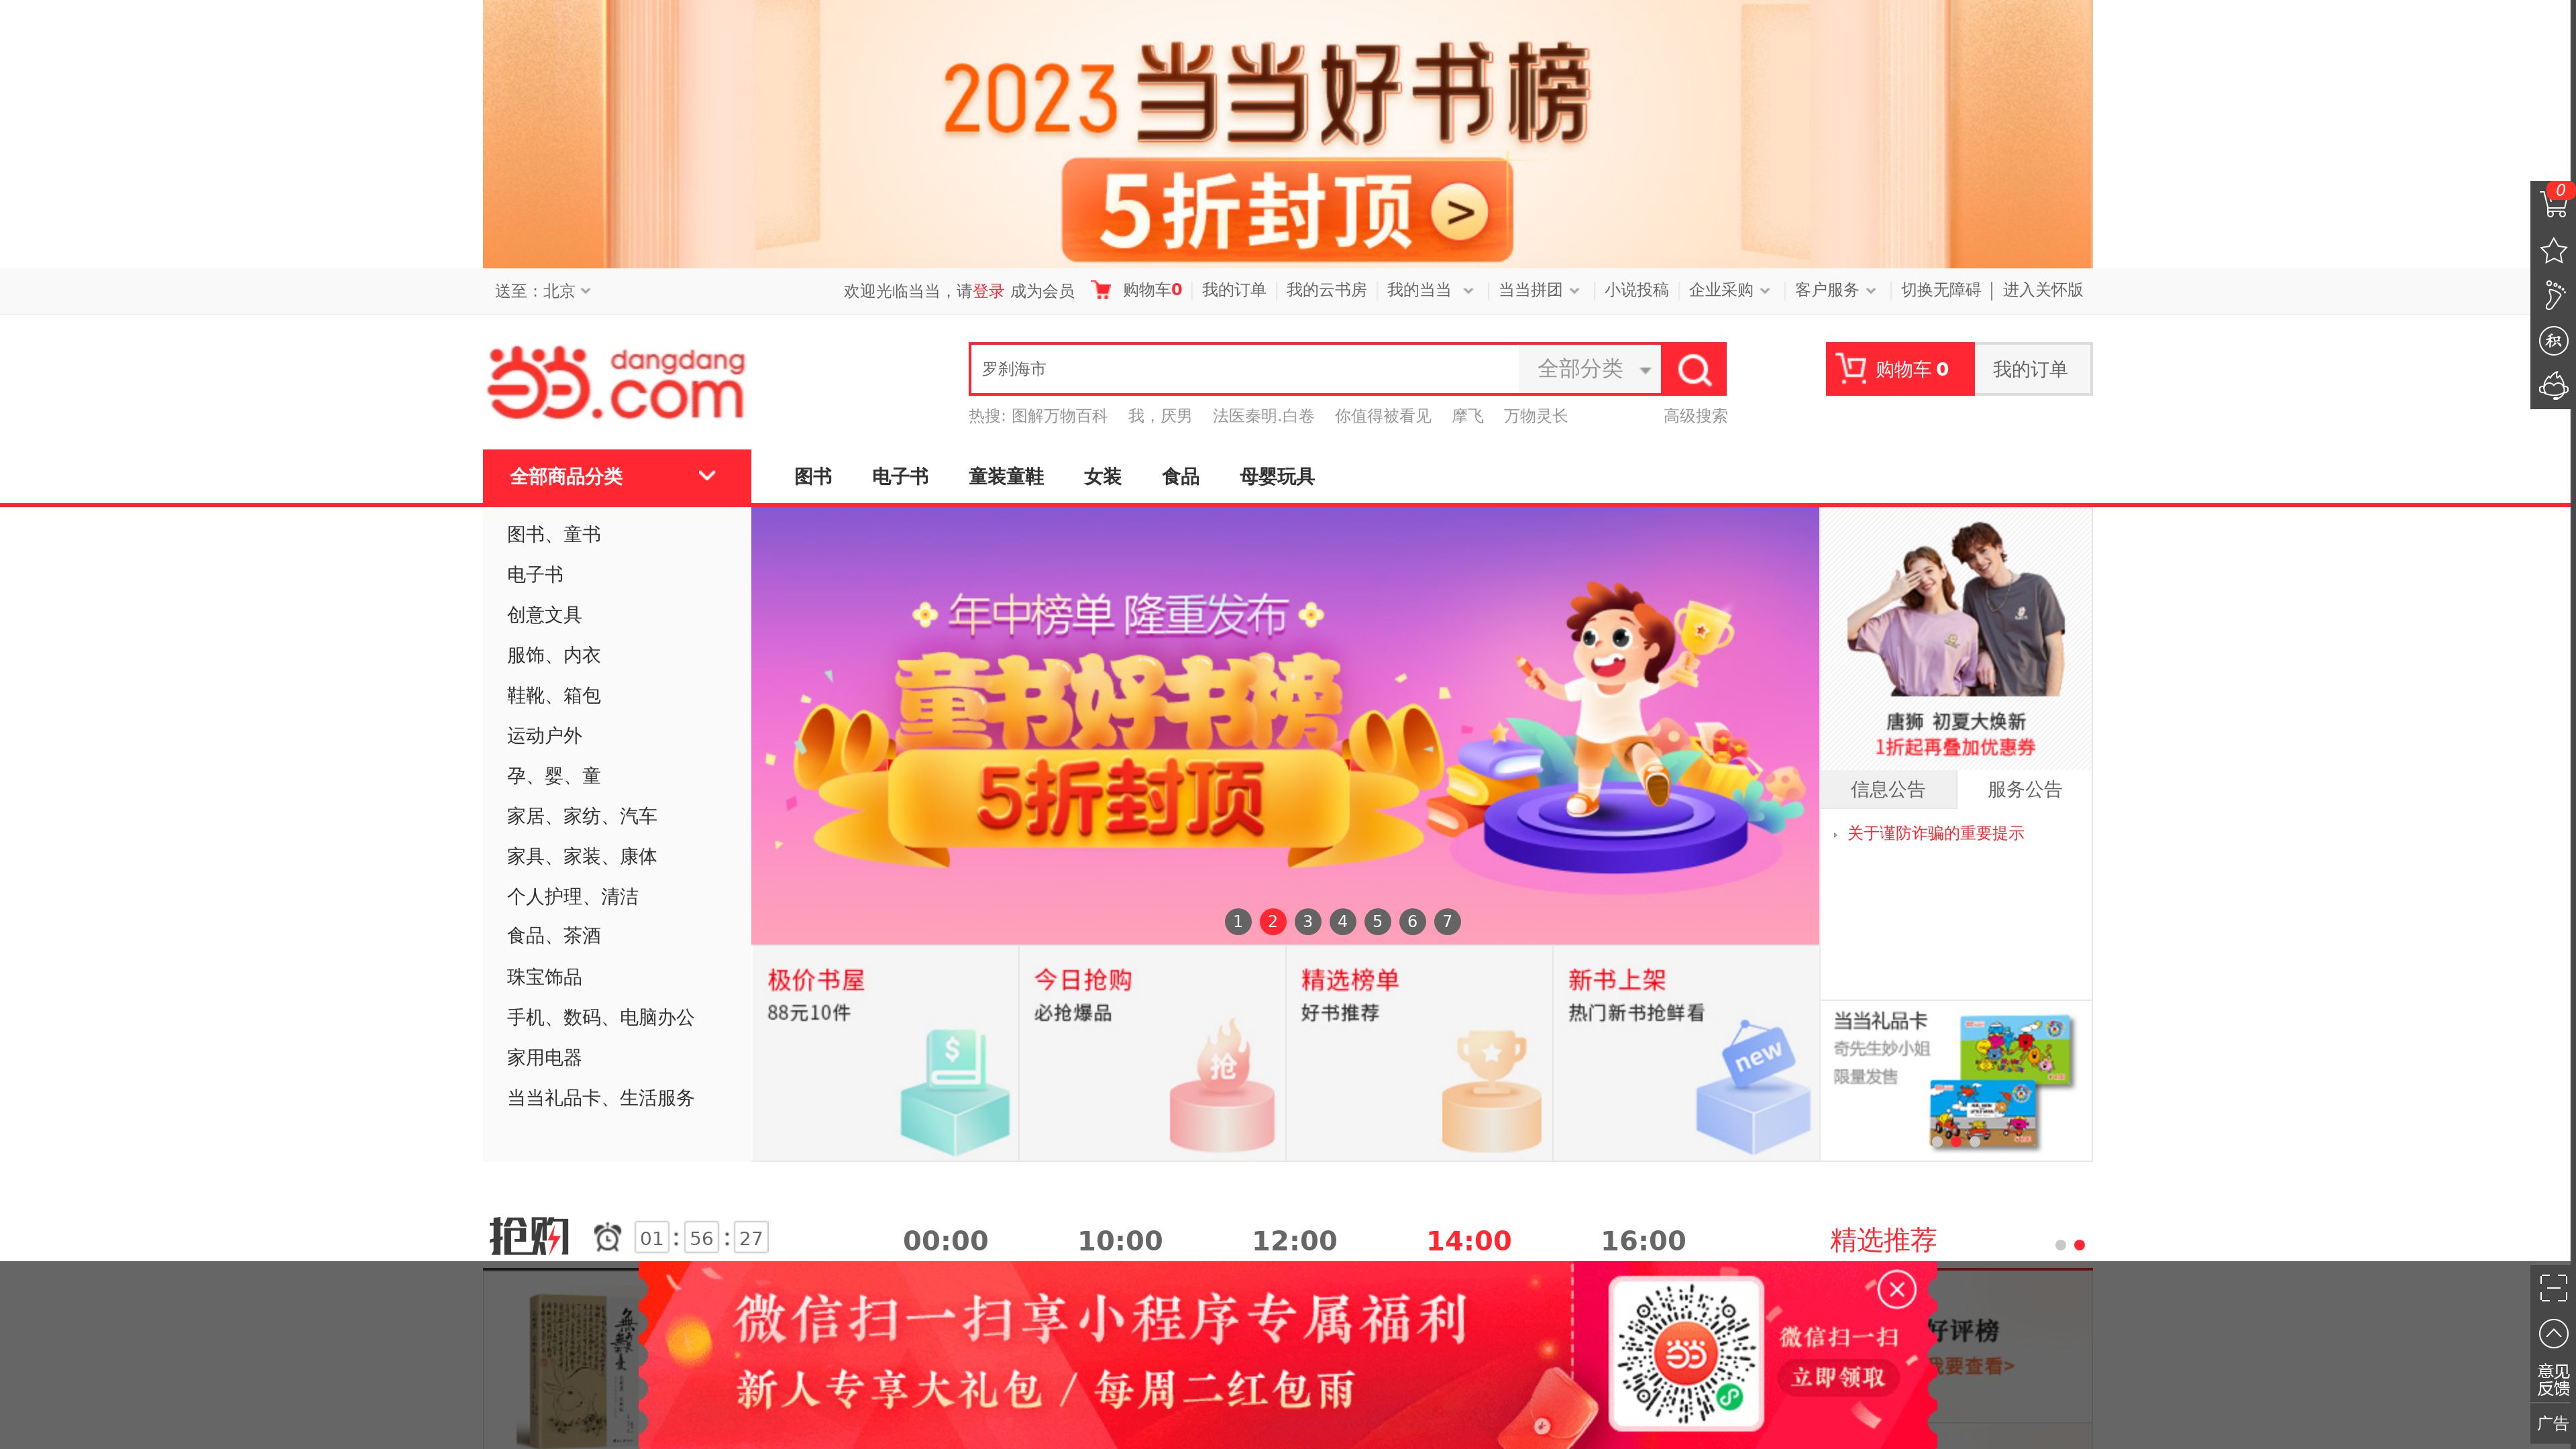 2023 当当好书榜
5折封顶 >
送至：北京
欢迎光临当当，请登录 成为会员 购物车0 我的订单 我的云书房 我的当当 当当拼团 小说投稿 企业采购 客户服务 切换无障碍 进入关怀版
0
积
当当.
dangdang
com
罗刹海市 全部分类
购物车 0 我的订单
热搜: 图解万物百科 我，厌男 法医秦明.白卷 你值得被看见 摩飞 万物灵长 高级搜索
全部商品分类 图书 电子书 童装童鞋 女装 食品 母婴玩具
图书、童书
电子书
创意文具
服饰、内衣
鞋靴、箱包
运动户外
孕、婴、童
家居、家纺、汽车
家具、家装、康体
个人护理、清洁
食品、茶酒
珠宝饰品
手机、数码、电脑办公
家用电器
当当礼品卡、生活服务
年中榜单 隆重发布
童书好书榜
5折封顶
1 2 3 4 5 6 7
唐狮 初夏大焕新
1折起再叠加优惠券
信息公告 服务公告
关于谨防诈骗的重要提示
极价书屋
88元10件
$
今日抢购
必抢爆品
抢
精选榜单
好书推荐
新书上架
热门新书抢鲜看
new
当当礼品卡
奇先生妙小姐
限量发售
抢购 01 : 56 : 27 00:00 10:00 12:00 14:00 16:00 精选推荐
微信扫一扫享小程序专属福利
新人专享大礼包 / 每周二红包雨
当当
微信扫一扫
立即领取
好评榜
我要查看>
意见
反馈
广告